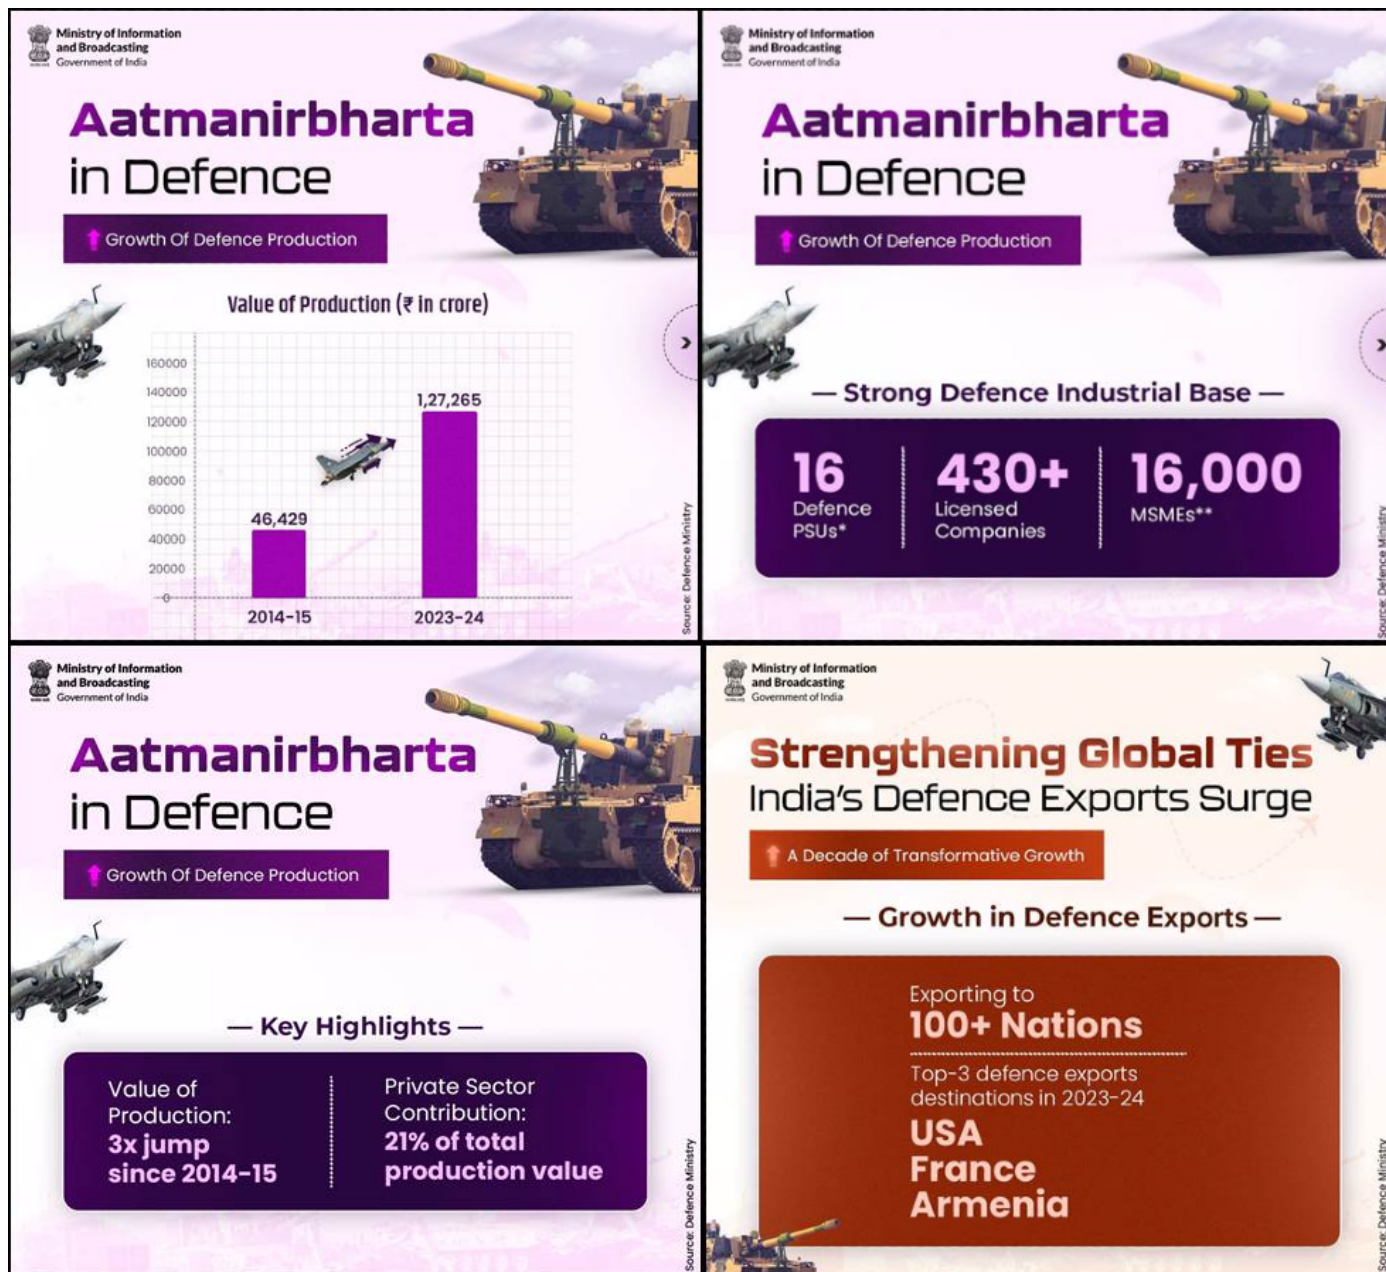 Ministry of Information
and Broadcasting
Government of India
Aatmanirbharta
in Defence
Growth Of Defence Production
Value of Production (₹ in crore)
160000
140000
120000
100000
80000
60000
40000
20000
0
46,429
1,27,265
2014-15
2023-24
Source: Defence Ministry
Ministry of Information
and Broadcasting
Government of India
Aatmanirbharta
in Defence
Growth Of Defence Production
— Strong Defence Industrial Base —
16
Defence
PSUs*
430+
Licensed
Companies
16,000
MSMEs**
Source: Defence Ministry
Ministry of Information
and Broadcasting
Government of India
Aatmanirbharta
in Defence
Growth Of Defence Production
— Key Highlights —
Value of
Production:
3x jump
since 2014-15
Private Sector
Contribution:
21% of total
production value
Source: Defence Ministry
Ministry of Information
and Broadcasting
Government of India
Strengthening Global Ties
India's Defence Exports Surge
A Decade of Transformative Growth
— Growth in Defence Exports —
Exporting to
100+ Nations
Top-3 defence exports
destinations in 2023-24
USA
France
Armenia
Source: Defence Ministry